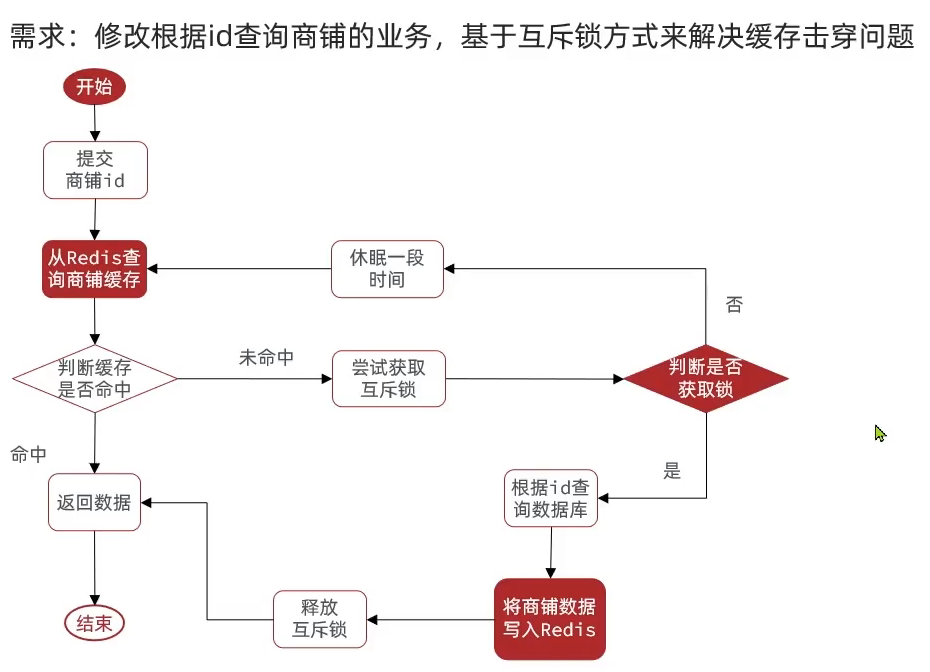 需求：修改根据id查询商铺的业务，基于互斥锁方式来解决缓存击穿问题
开始
提交
商铺id
从Redis查
询商铺缓存
休眠一段
时间
否
判断缓存
是否命中
未命中
尝试获取
互斥锁
判断是否
获取锁
命中
是
返回数据
根据id查
询数据库
结束
释放
互斥锁
将商铺数据
写入Redis